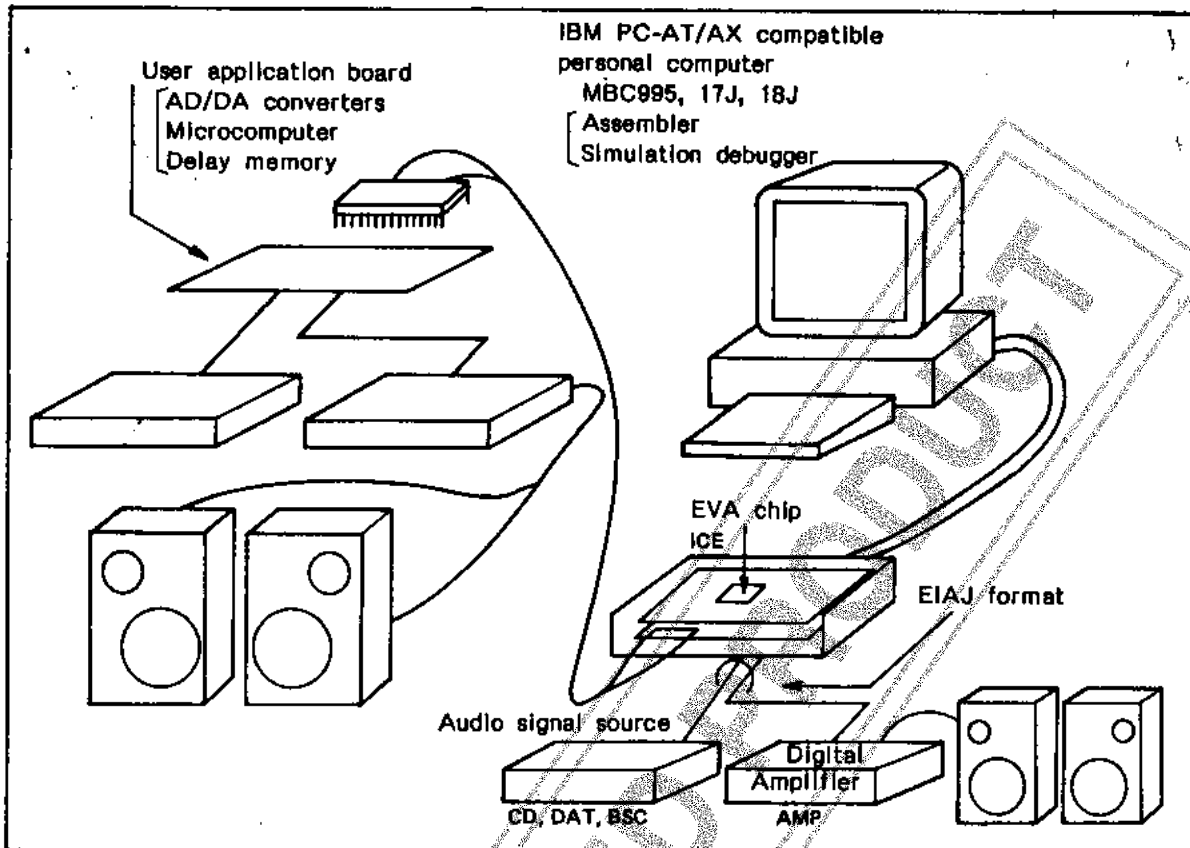 User application board
AD/DA converters
Microcomputer
Delay memory
IBM PC-AT/AX compatible
personal computer
MBC995, 17J, 18J
Assembler
Simulation debugger
EVA chip
ICE
EIAJ format
Audio signal source
CD, DAT, BSC
Digital
Amplifier
AMP
PRODUCT